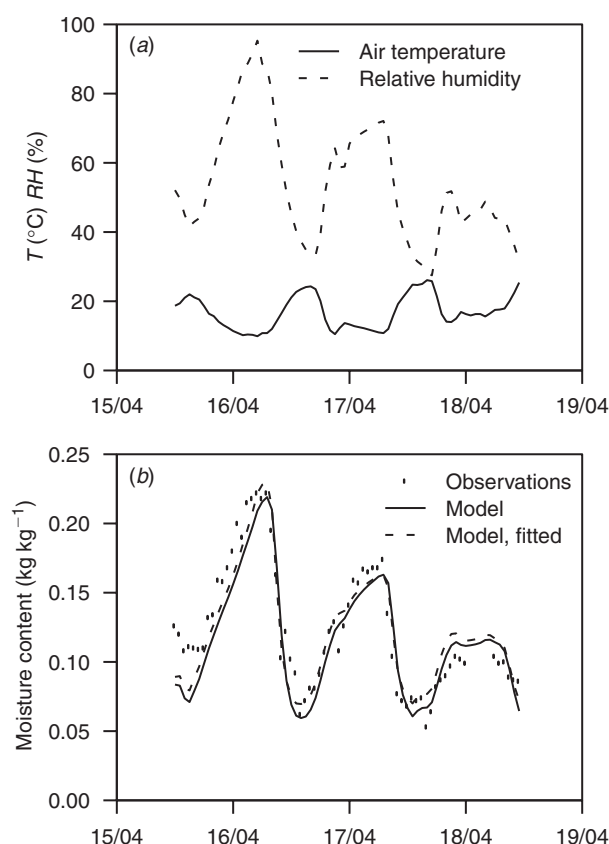 100
(a)
Air temperature
Relative humidity
80
60
40
20
0
T (°C) RH (%)
15/04 16/04 17/04 18/04 19/04
0.25
(b)
Observations
Model
Model, fitted
0.20
0.15
0.10
0.05
0.00
Moisture content (kg kg⁻¹)
15/04 16/04 17/04 18/04 19/04